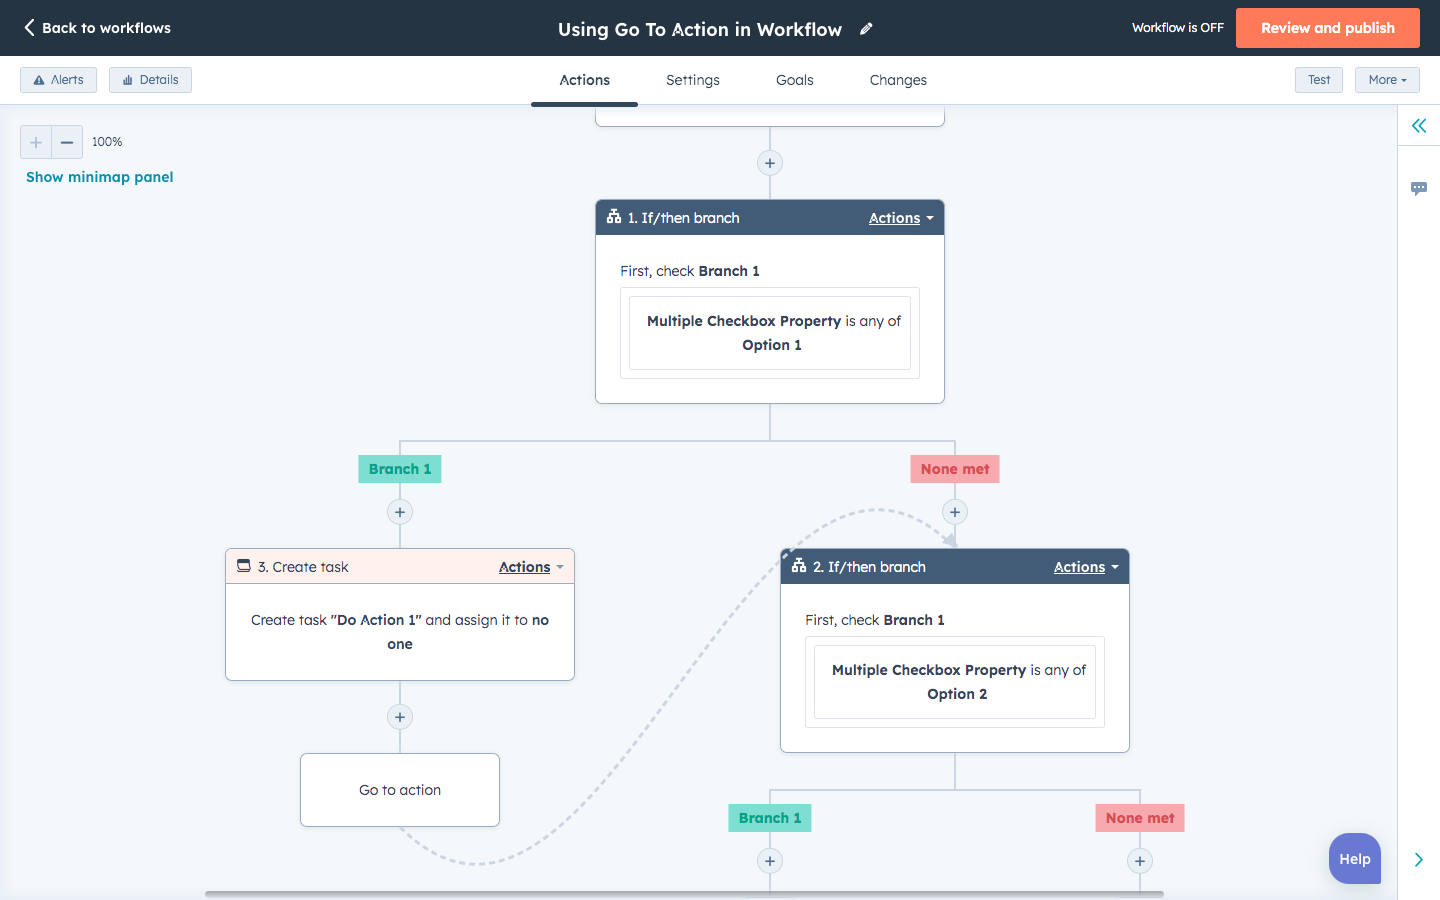 Back to workflows
Using Go To Action in Workflow
Workflow is OFF
Review and publish
Alerts
Details
Actions
Settings
Goals
Changes
Test
More
100%
Show minimap panel
1. If/then branch
Actions
First, check Branch 1
Multiple Checkbox Property is any of
Option 1
Branch 1
None met
3. Create task
Actions
Create task "Do Action 1" and assign it to no
one
Go to action
2. If/then branch
Actions
First, check Branch 1
Multiple Checkbox Property is any of
Option 2
Branch 1
None met
Help